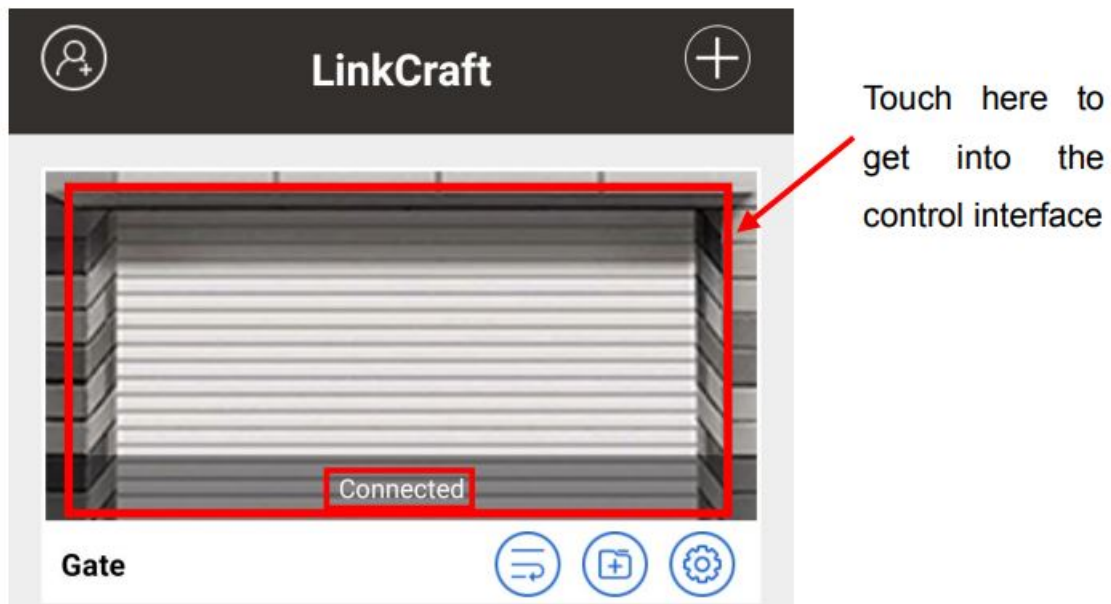 LinkCraft
Touch here to
get into the
control interface
Connected
Gate